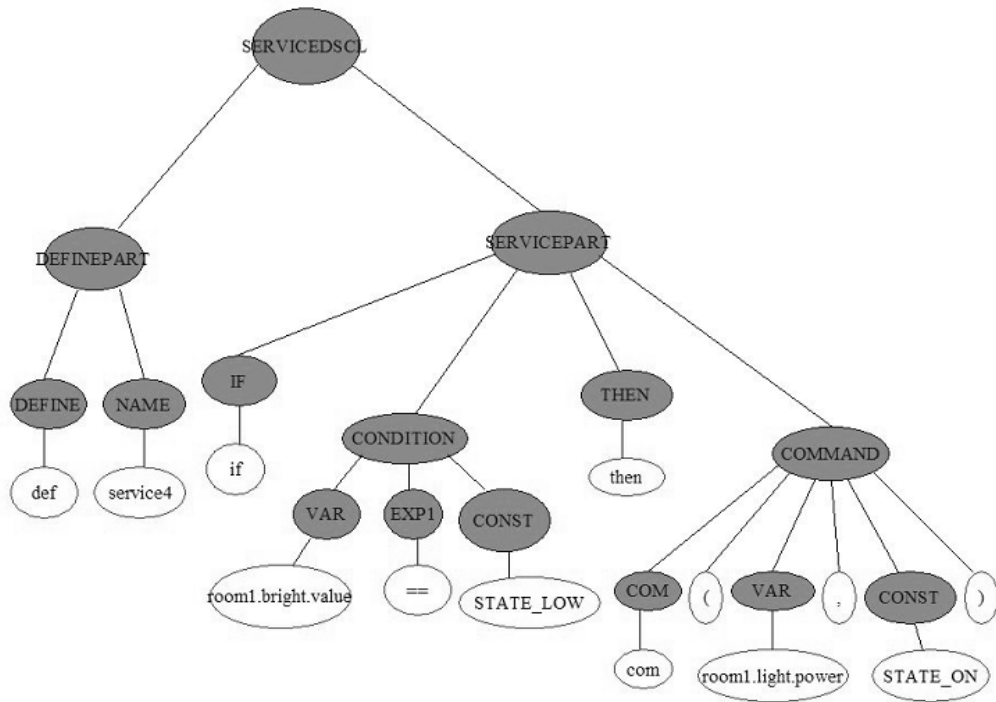 SERVICEDSCL
DEFINEPART
SERVICEPART
DEFINE
NAME
IF
THEN
def
service4
if
CONDITION
then
COMMAND
VAR
EXP1
CONST
room1.bright.value
==
STATE_LOW
COM
(
VAR
,
CONST
)
com
room1.light.power
STATE_ON